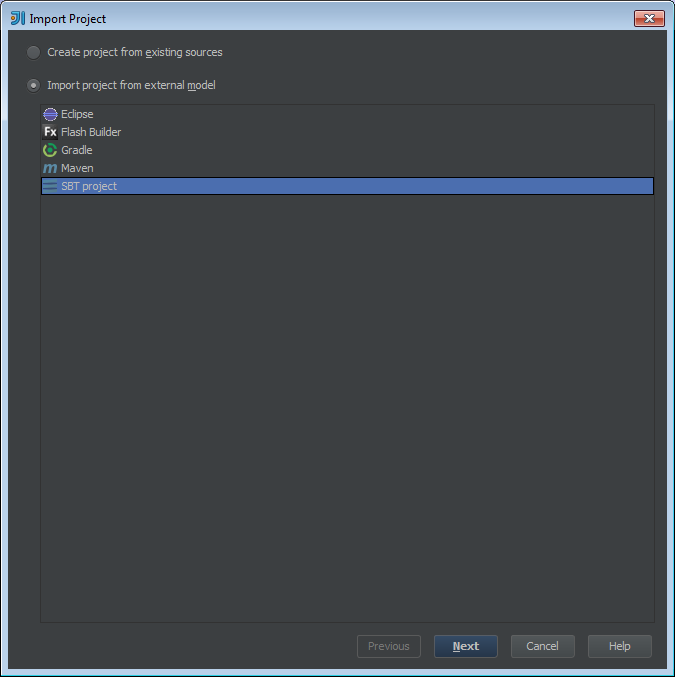 Import Project
Create project from existing sources
Import project from external model
Eclipse
Fx Flash Builder
Gradle
m Maven
SBT project
Previous Next Cancel Help